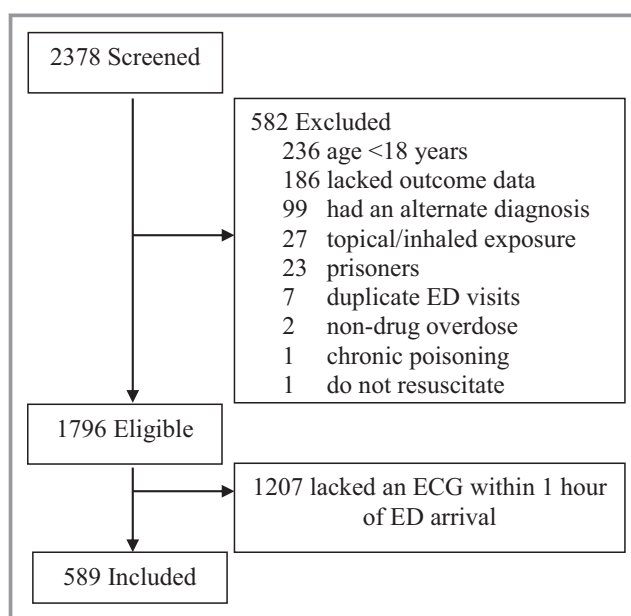 2378 Screened
582 Excluded
236 age <18 years
186 lacked outcome data
99 had an alternate diagnosis
27 topical/inhaled exposure
23 prisoners
7 duplicate ED visits
2 non-drug overdose
1 chronic poisoning
1 do not resuscitate
1796 Eligible
1207 lacked an ECG within 1 hour
of ED arrival
589 Included